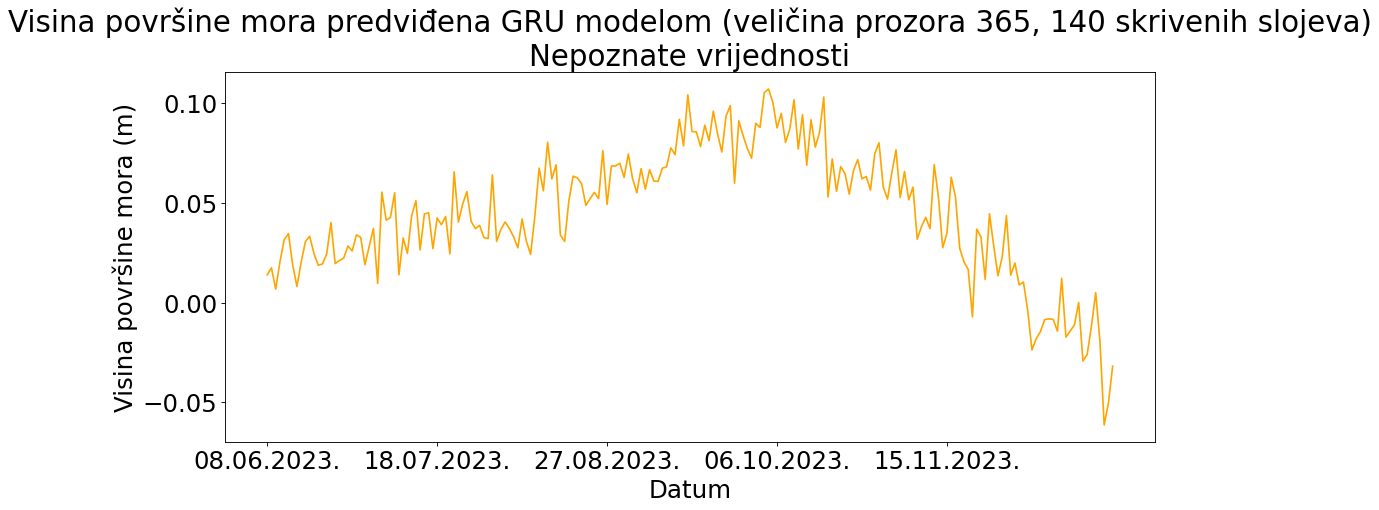 Visina površine mora predviđena GRU modelom (veličina prozora 365, 140 skrivenih slojeva)
Nepoznate vrijednosti
Visina površine mora (m)
0.10
0.05
0.00
−0.05
08.06.2023. 18.07.2023. 27.08.2023. 06.10.2023. 15.11.2023.
Datum